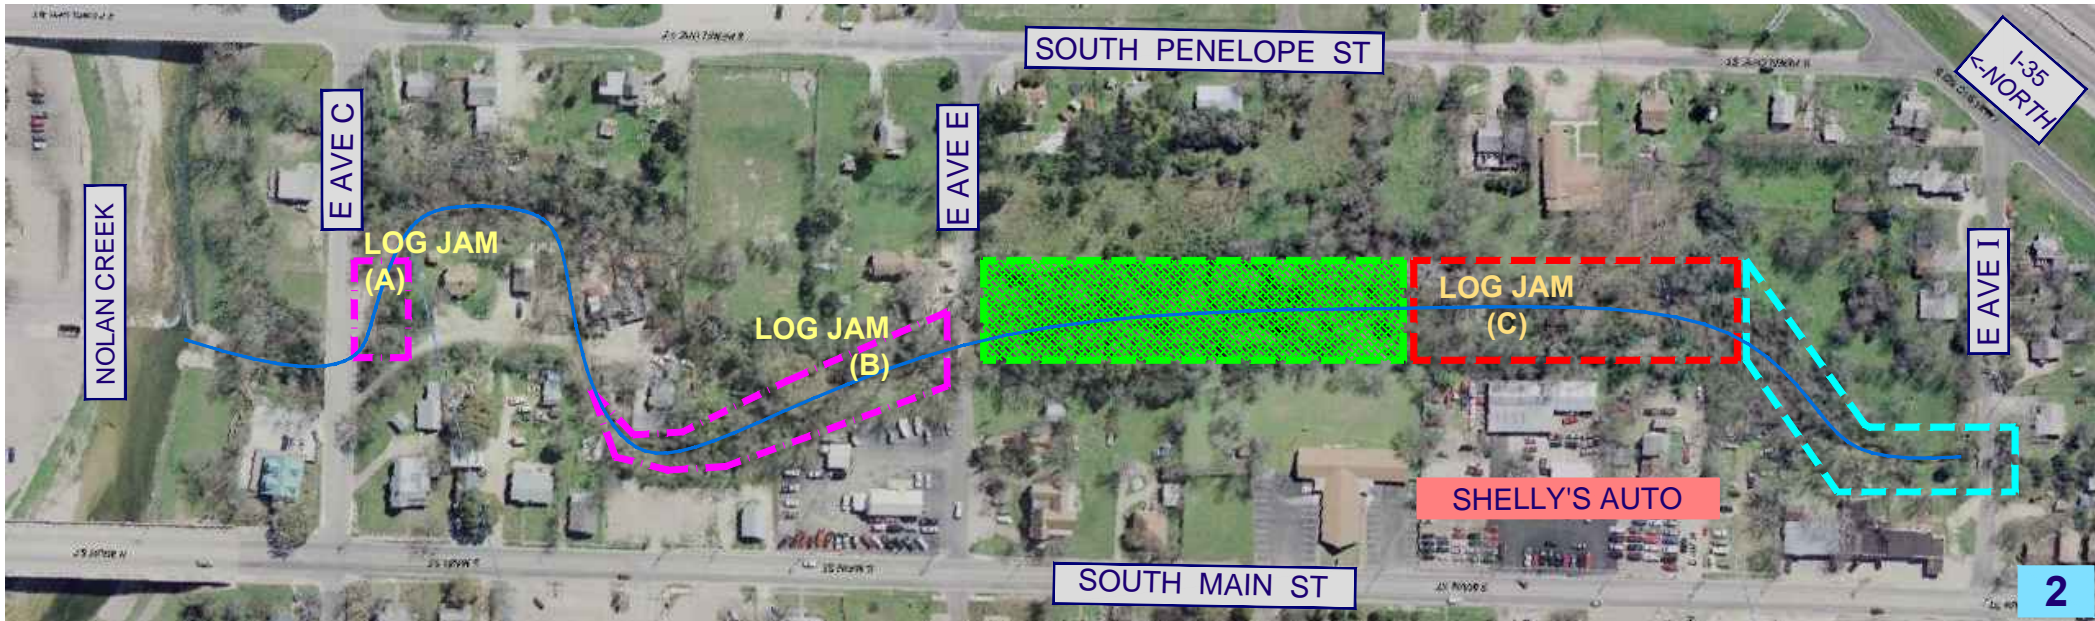 SOUTH PENELOPE ST
I-35
<-NORTH
E AVE C
E AVE E
NOLAN CREEK
LOG JAM
(A)
LOG JAM
(B)
LOG JAM
(C)
E AVE I
SHELLY'S AUTO
SOUTH MAIN ST
2